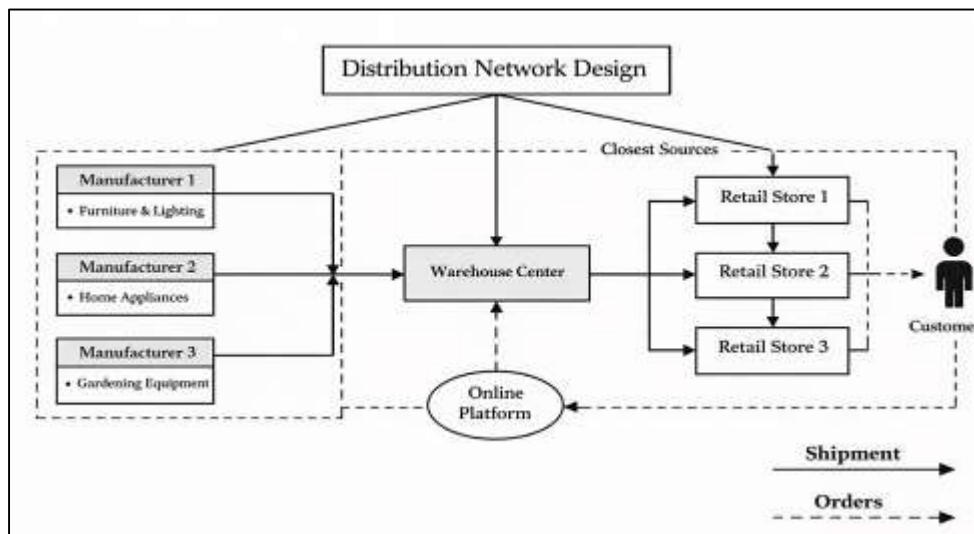 Distribution Network Design
Closest Sources
Manufacturer 1
• Furniture & Lighting
Manufacturer 2
• Home Appliances
Manufacturer 3
• Gardening Equipment
Warehouse Center
Online
Platform
Retail Store 1
Retail Store 2
Retail Store 3
Custome
Shipment
Orders